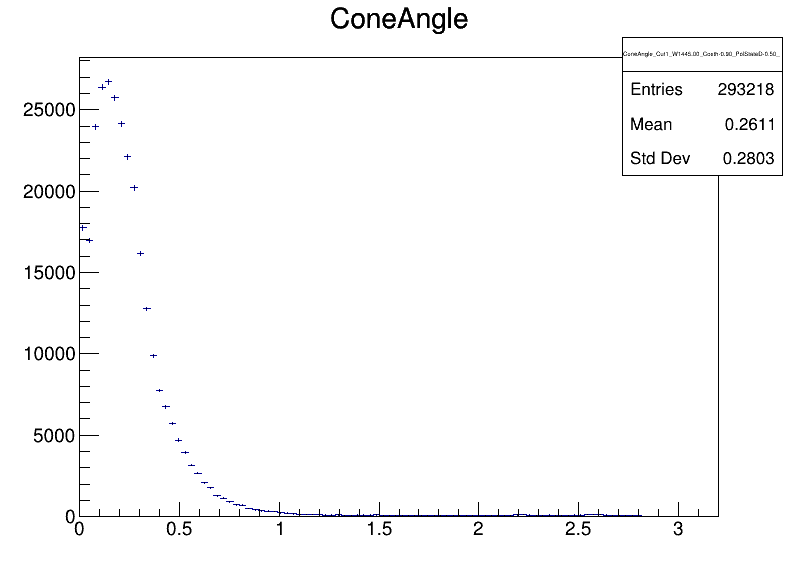 ConeAngle
ConeAngle_Cut1_W1445.00_Costh-0.90_PolStateD-0.50_
Entries 293218
Mean 0.2611
Std Dev 0.2803
25000
20000
15000
10000
5000
0
0 0.5 1 1.5 2 2.5 3